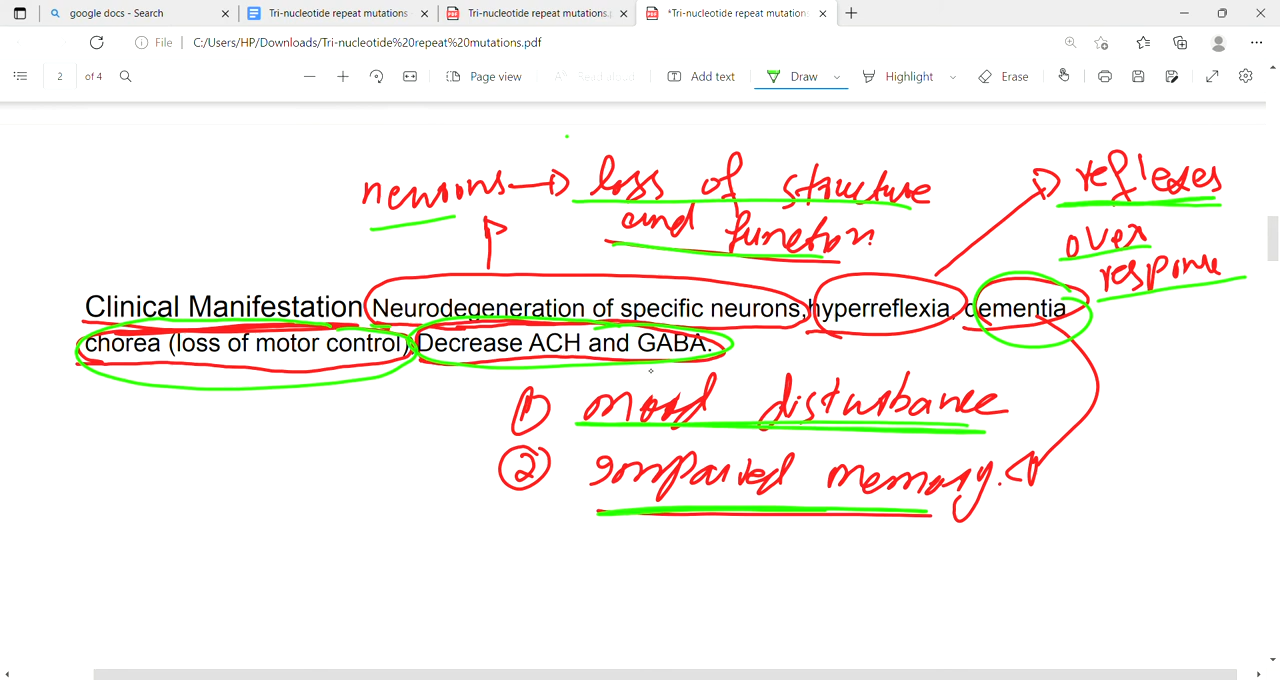 google docs - Search
Tri-nucleotide repeat mutations
Tri-nucleotide repeat mutations.
*Tri-nucleotide repeat mutation
File
C:/Users/HP/Downloads/Tri-nucleotide%20repeat%20mutations.pdf
2 of 4
Page view
Read aloud
Add text
Draw
Highlight
Erase
neurons loss of structure
and function.
reflexes
over
response
Clinical Manifestation Neurodegeneration of specific neurons, hyperreflexia, dementia
chorea (loss of motor control) Decrease ACH and GABA.
1 mood disturbance
2 impaired memory.